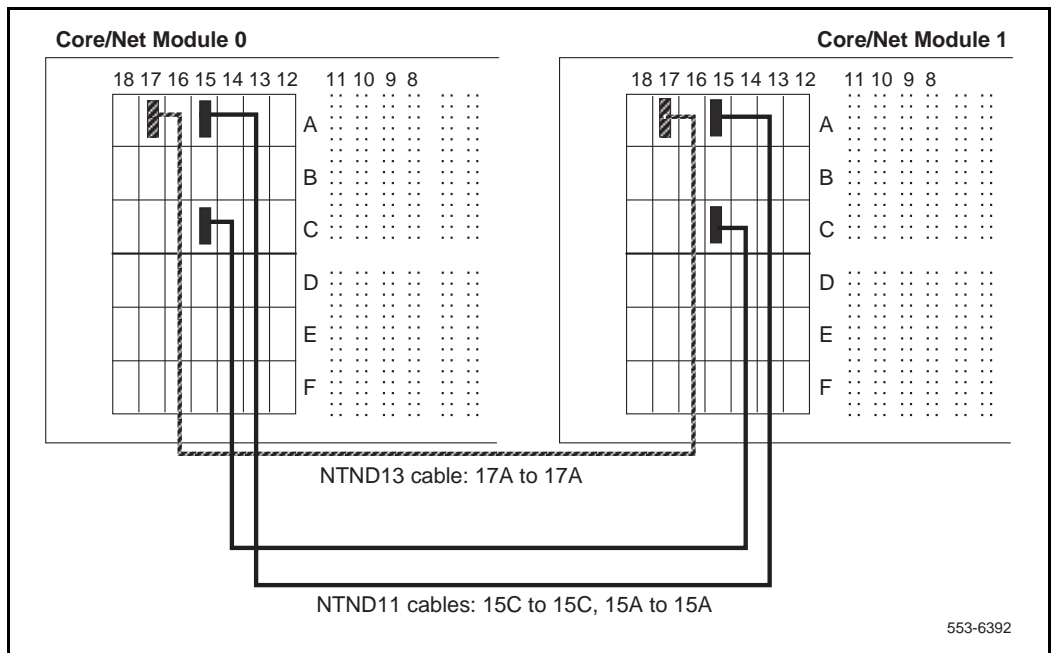 Core/Net Module 0 Core/Net Module 1
18 17 16 15 14 13 12 11 10 9 8 18 17 16 15 14 13 12 11 10 9 8
A A
B B
C C
D D
E E
F F
NTND13 cable: 17A to 17A
NTND11 cables: 15C to 15C, 15A to 15A
553-6392